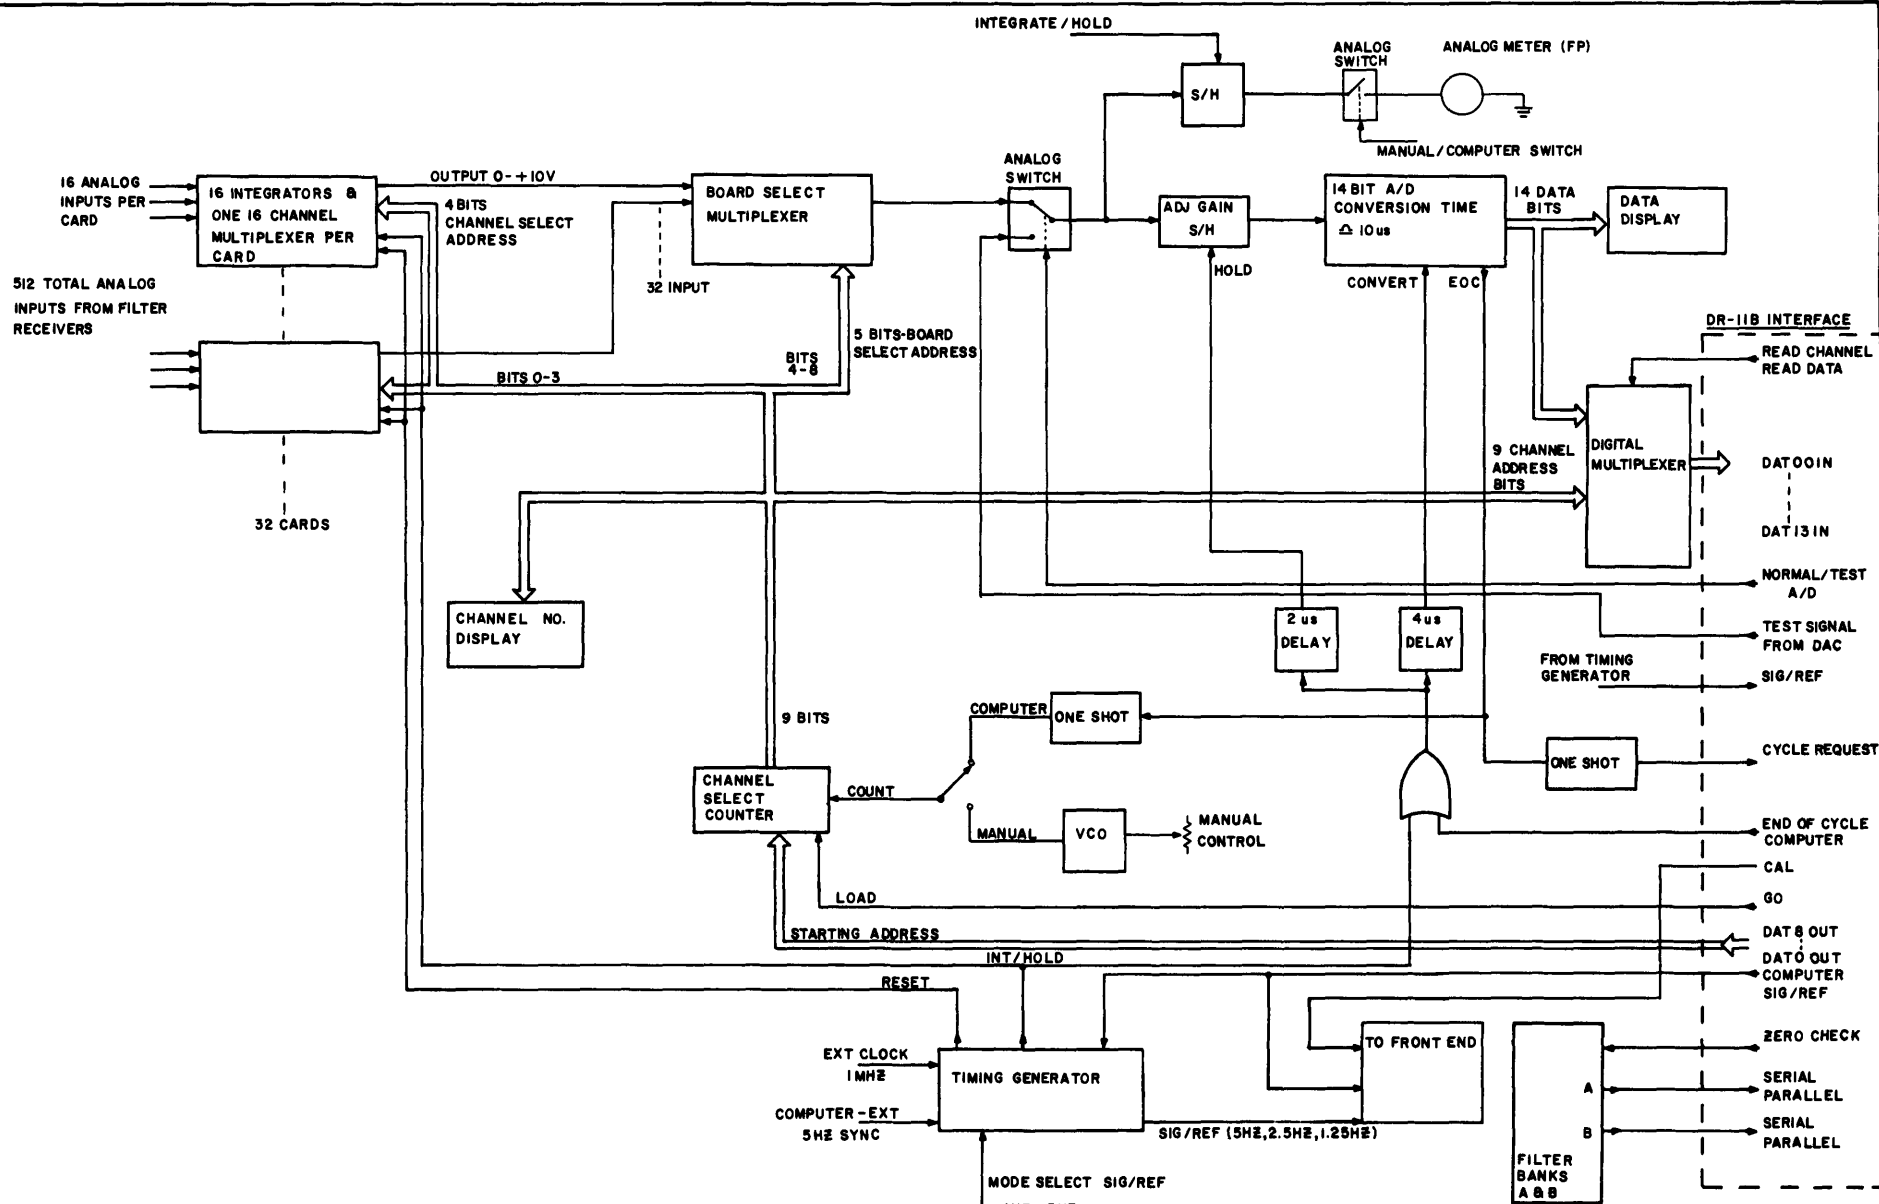 INTEGRATE/HOLD
ANALOG
SWITCH
ANALOG METER (FP)
S/H
MANUAL/COMPUTER SWITCH
16 ANALOG
INPUTS PER
CARD
16 INTEGRATORS &
ONE 16 CHANNEL
MULTIPLEXER PER
CARD
OUTPUT 0-+10V
4 BITS
CHANNEL SELECT
ADDRESS
BOARD SELECT
MULTIPLEXER
32 INPUT
ANALOG
SWITCH
ADJ GAIN
S/H
HOLD
14 BIT A/D
CONVERSION TIME
≏ 10us
CONVERT
EOC
14 DATA
BITS
DATA
DISPLAY
512 TOTAL ANALOG
INPUTS FROM FILTER
RECEIVERS
BITS 0-3
BITS
4-8
5 BITS-BOARD
SELECT ADDRESS
32 CARDS
DR-11B INTERFACE
READ CHANNEL
READ DATA
DIGITAL
MULTIPLEXER
9 CHANNEL
ADDRESS
BITS
DAT00IN
DAT13IN
NORMAL/TEST
A/D
TEST SIGNAL
FROM DAC
CHANNEL NO.
DISPLAY
2 us
DELAY
4us
DELAY
FROM TIMING
GENERATOR
SIG/REF
9 BITS
COMPUTER
ONE SHOT
ONE SHOT
CYCLE REQUEST
CHANNEL
SELECT
COUNTER
COUNT
MANUAL
VCO
MANUAL
CONTROL
END OF CYCLE
COMPUTER
CAL
LOAD
GO
STARTING ADDRESS
DAT 8 OUT
DAT0 OUT
INT/HOLD
COMPUTER
SIG/REF
RESET
EXT CLOCK
1MHZ
TIMING GENERATOR
COMPUTER-EXT
5HZ SYNC
TO FRONT END
SIG/REF (5HZ,2.5HZ,1.25HZ)
ZERO CHECK
A
SERIAL
PARALLEL
B
SERIAL
PARALLEL
FILTER
BANKS
A&B
MODE SELECT SIG/REF